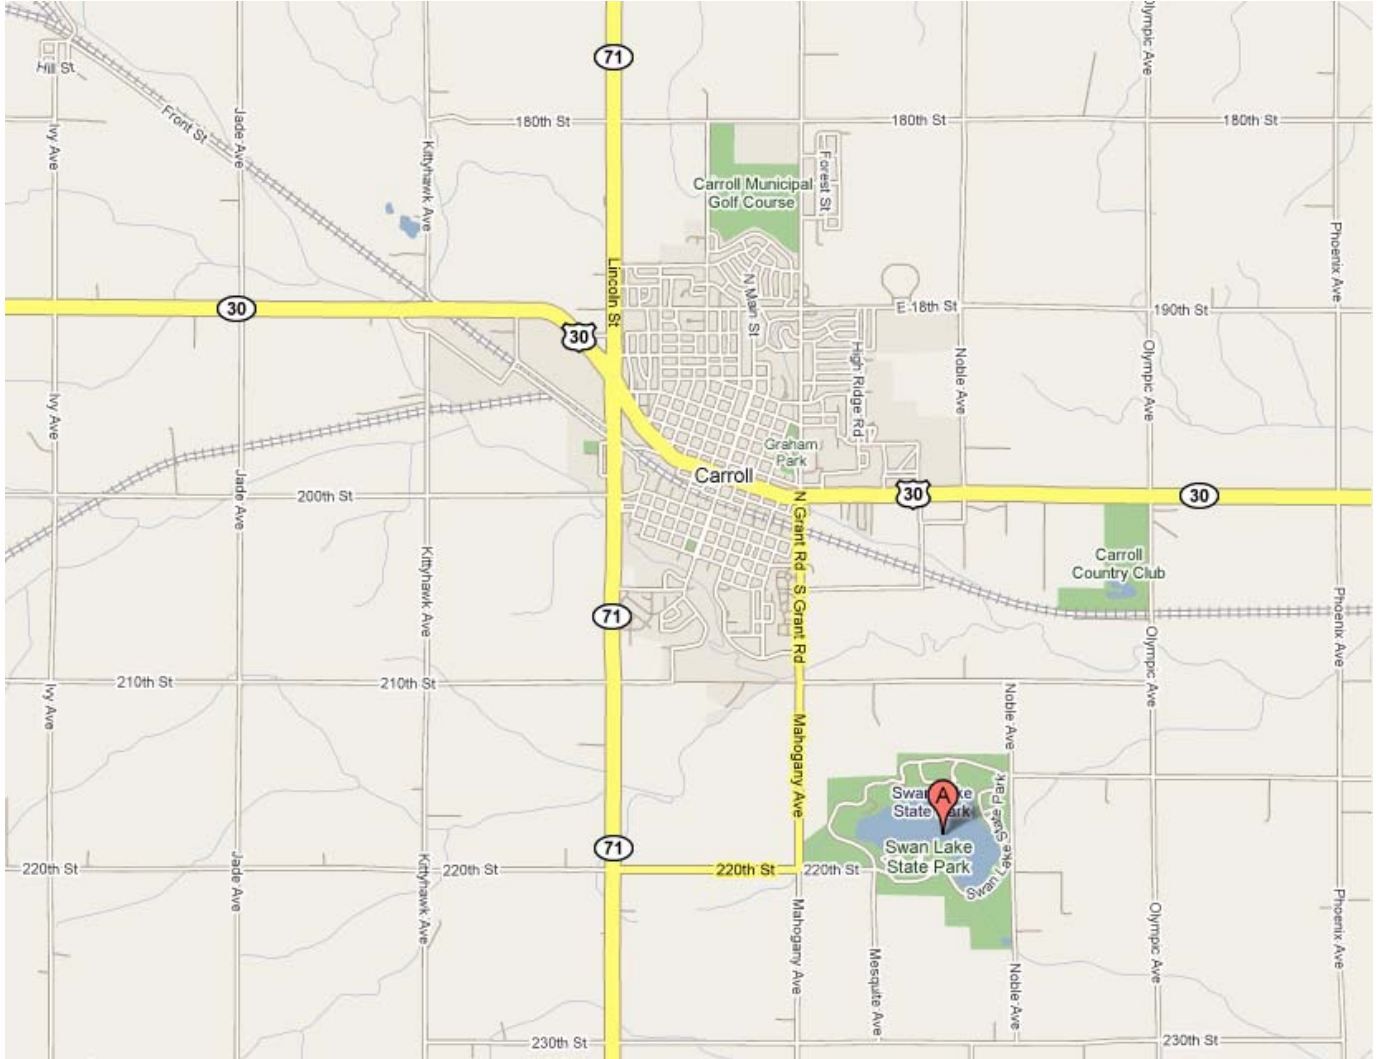 71
Olympic Ave
Hill St
Front St
Ivy Ave
Jade Ave
Kittyhawk Ave
180th St
180th St
180th St
Forest St
Carroll Municipal
Golf Course
Phoenix Ave
Lincoln St
N Main St
30
30
E 18th St
190th St
High Ridge Rd
Noble Ave
Olympic Ave
Ivy Ave
Graham
Park
Carroll
Jade Ave
200th St
30
30
N Grant Rd
Carroll
Country Club
Kittyhawk Ave
S Grant Rd
Phoenix Ave
71
Olympic Ave
210th St
210th St
Ivy Ave
Noble Ave
Mahogany Ave
Swan Lake
State Park
A
Swan Lake State Park
Swan Lake
State Park
71
220th St
220th St
220th St
220th St
Jade Ave
Kittyhawk Ave
Mahogany Ave
Mesquite Ave
Noble Ave
Olympic Ave
Phoenix Ave
230th St
230th St